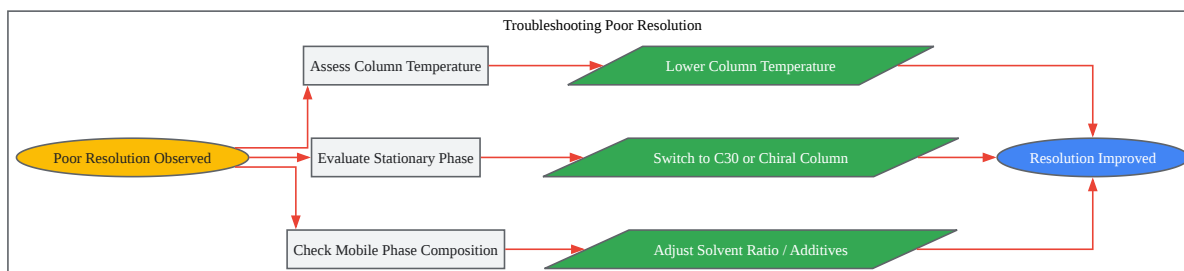 Troubleshooting Poor Resolution
Assess Column Temperature
Lower Column Temperature
Poor Resolution Observed
Evaluate Stationary Phase
Switch to C30 or Chiral Column
Resolution Improved
Check Mobile Phase Composition
Adjust Solvent Ratio / Additives